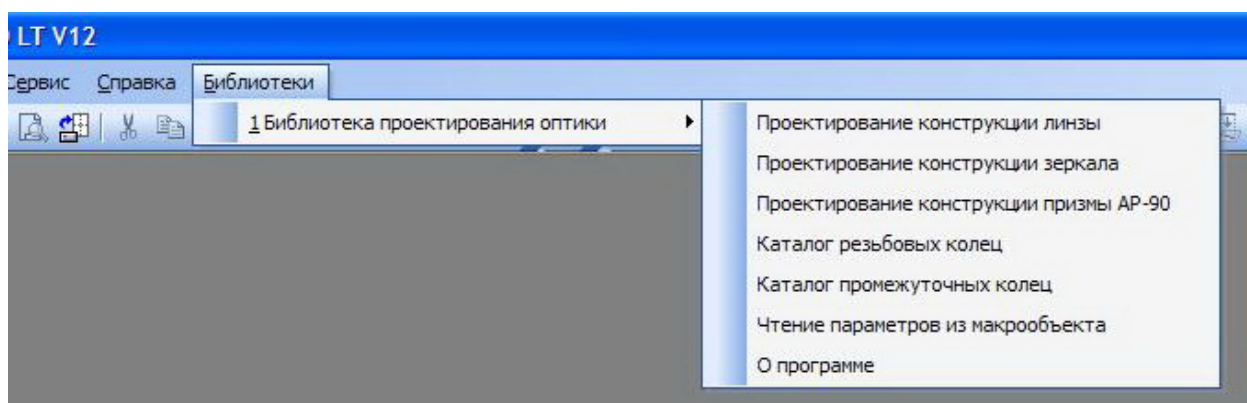 LT V12
Сервис Справка Библиотеки
1 Библиотека проектирования оптики
Проектирование конструкции линзы
Проектирование конструкции зеркала
Проектирование конструкции призмы АР-90
Каталог резьбовых колец
Каталог промежуточных колец
Чтение параметров из макрообъекта
О программе